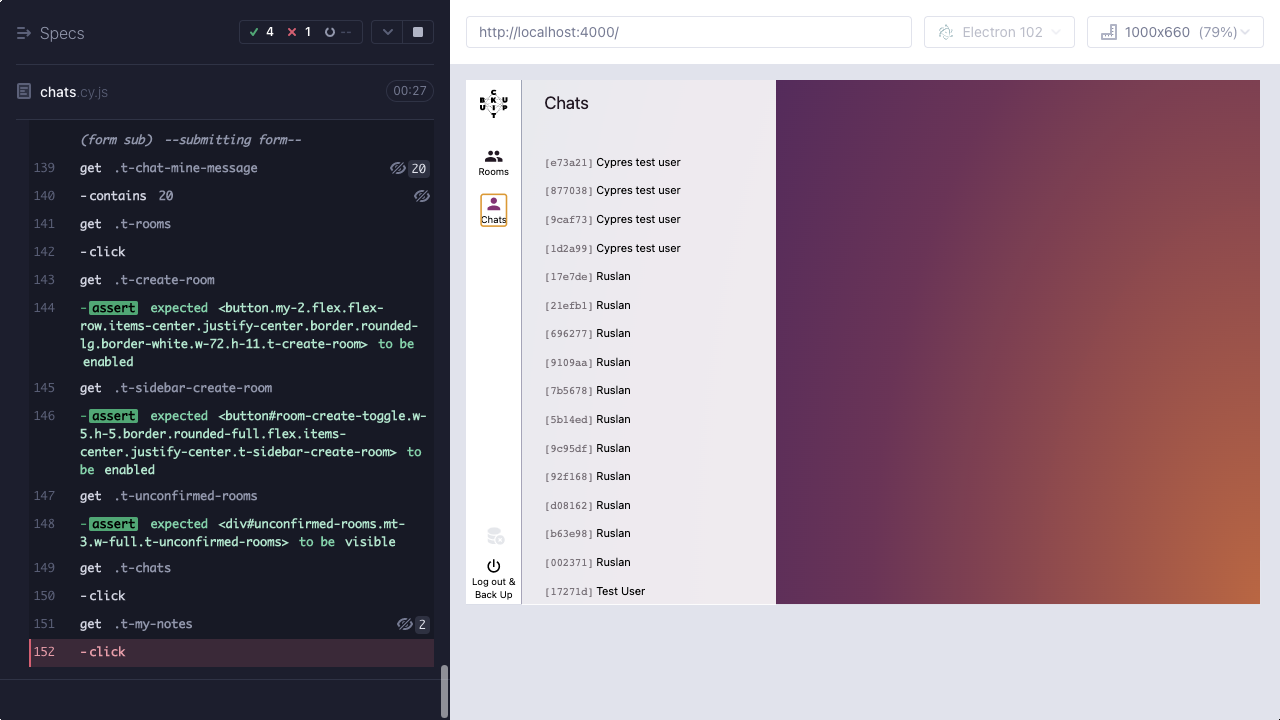 Specs
4
1
--
chats.cy.js
00:27
(form sub) --submitting form--
139 get .t-chat-mine-message 20
140 -contains 20
141 get .t-rooms
142 -click
143 get .t-create-room
144 -assert expected <button.my-2.flex.flex-
row.items-center.justify-center.border.rounded-
lg.border-white.w-72.h-11.t-create-room> to be
enabled
145 get .t-sidebar-create-room
146 -assert expected <button#room-create-toggle.w-
5.h-5.border.rounded-full.flex.items-
center.justify-center.t-sidebar-create-room> to
be enabled
147 get .t-unconfirmed-rooms
148 -assert expected <div#unconfirmed-rooms.mt-
3.w-full.t-unconfirmed-rooms> to be visible
149 get .t-chats
150 -click
151 get .t-my-notes 2
152 -click
http://localhost:4000/
Electron 102
1000x660 (79%)
C
BKUP
UIT
Rooms
Chats
Log out &
Back Up
Chats
[e73a21] Cypres test user
[877038] Cypres test user
[9caf73] Cypres test user
[1d2a99] Cypres test user
[17e7de] Ruslan
[21efb1] Ruslan
[696277] Ruslan
[9109aa] Ruslan
[7b5678] Ruslan
[5b14ed] Ruslan
[9c95df] Ruslan
[92f168] Ruslan
[d08162] Ruslan
[b63e98] Ruslan
[002371] Ruslan
[17271d] Test User